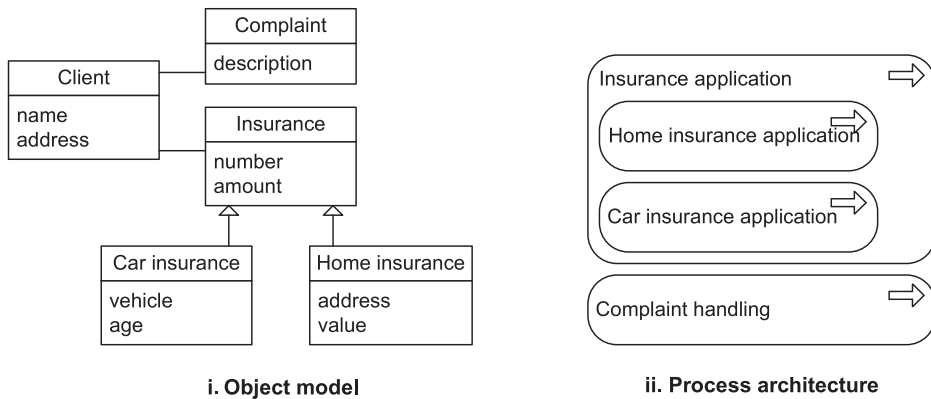 Complaint
description
Client
name
address
Insurance
number
amount
Car insurance
vehicle
age
Home insurance
address
value
i. Object model
Insurance application
Home insurance application
Car insurance application
Complaint handling
ii. Process architecture